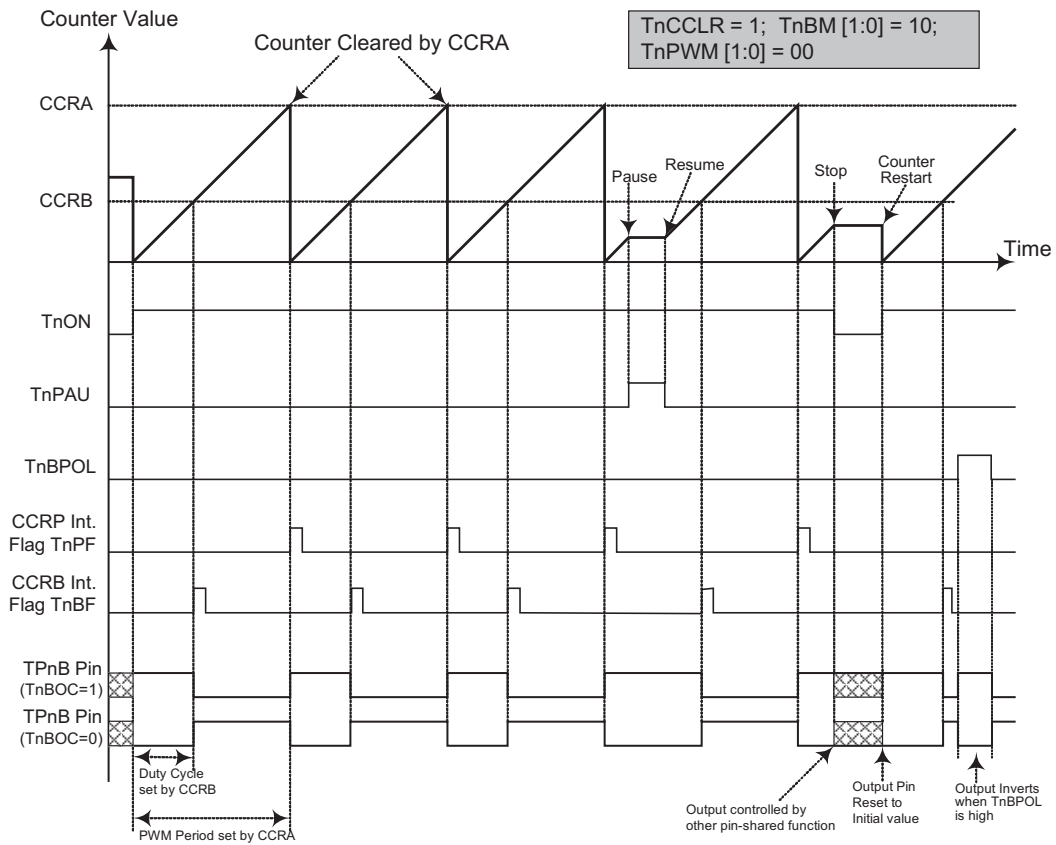 Counter Value
Counter Cleared by CCRA
TnCCLR = 1; TnBM [1:0] = 10;
TnPWM [1:0] = 00
CCRA
CCRB
Pause
Resume
Stop
Counter
Restart
Time
TnON
TnPAU
TnBPOL
CCRP Int.
Flag TnPF
CCRB Int.
Flag TnBF
TPnB Pin
(TnBOC=1)
TPnB Pin
(TnBOC=0)
Duty Cycle
set by CCRB
PWM Period set by CCRA
Output controlled by
other pin-shared function
Output Pin
Reset to
Initial value
Output Inverts
when TnBPOL
is high